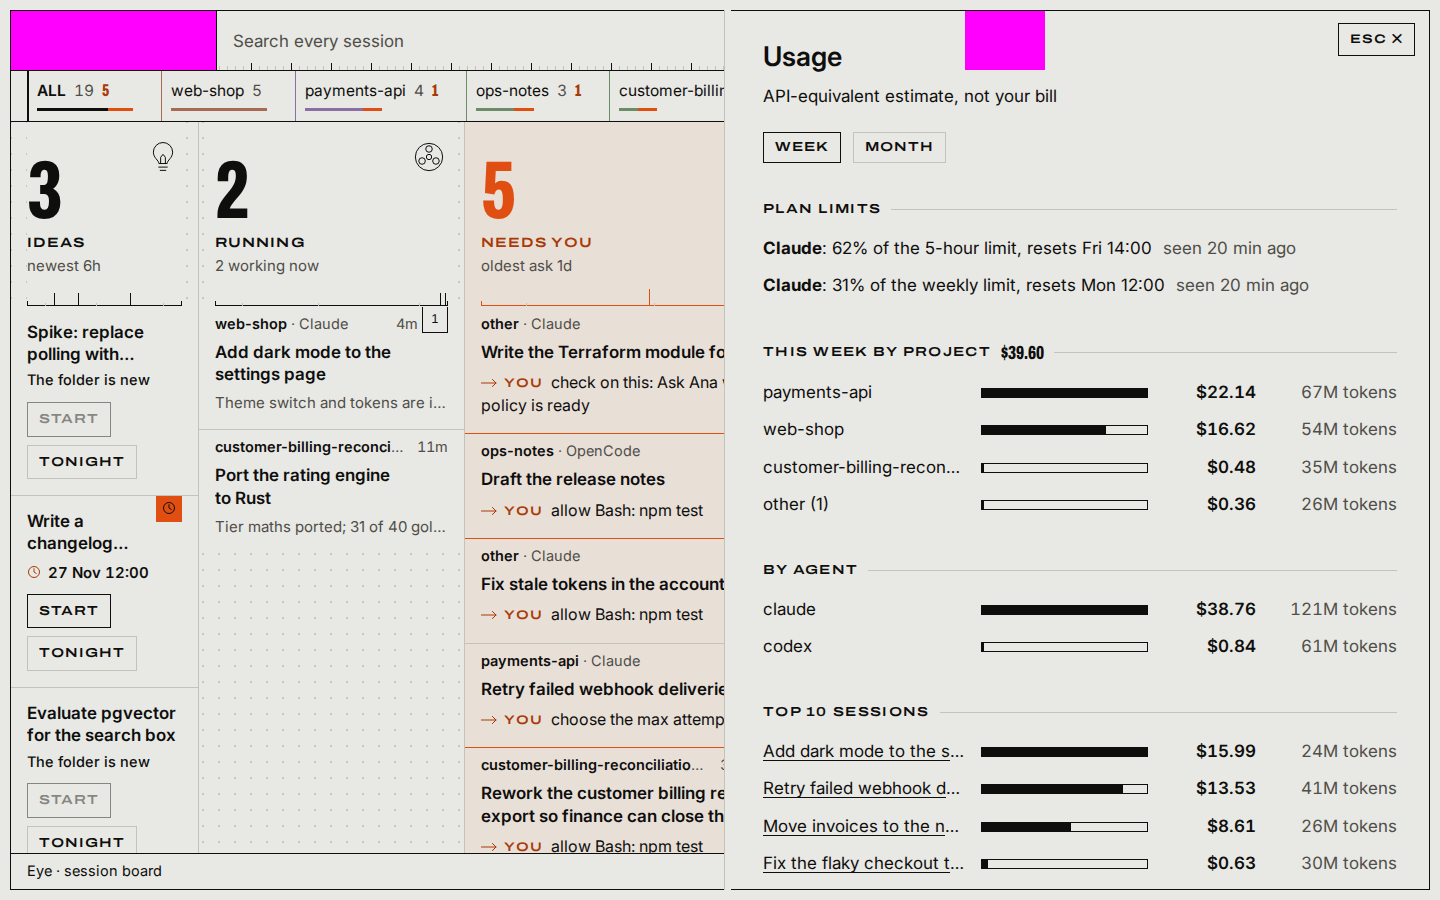 Search every session
ALL 19 5
web-shop 5
payments-api 4 1
ops-notes 3 1
3
IDEAS
newest 6h
Spike: replace
polling with...
The folder is new
START
TONIGHT
Write a
changelog...
27 Nov 12:00
START
TONIGHT
Evaluate pgvector
for the search box
The folder is new
START
TONIGHT
2
RUNNING
2 working now
web-shop · Claude 4m 1
Add dark mode to the
settings page
Theme switch and tokens are i...
customer-billing-reconci... 11m
Port the rating engine
to Rust
Tier maths ported; 31 of 40 gol...
5
NEEDS YOU
oldest ask 1d
other · Claude
Write the Terraform module
→ YOU check on this: Ask Ana
policy is ready
ops-notes · OpenCode
Draft the release notes
→ YOU allow Bash: npm test
other · Claude
Fix stale tokens in the account
→ YOU allow Bash: npm test
payments-api · Claude
Retry failed webhook
→ YOU choose the max
customer-billing-reconciliatio...
Rework the customer billing
export so finance can close
→ YOU allow Bash: npm test
Eye · session board
Usage
ESC ✕
API-equivalent estimate, not your bill
WEEK MONTH
PLAN LIMITS
Claude: 62% of the 5-hour limit, resets Fri 14:00 seen 20 min ago
Claude: 31% of the weekly limit, resets Mon 12:00 seen 20 min ago
THIS WEEK BY PROJECT $39.60
payments-api $22.14 67M tokens
web-shop $16.62 54M tokens
customer-billing-recon... $0.48 35M tokens
other (1) $0.36 26M tokens
BY AGENT
claude $38.76 121M tokens
codex $0.84 61M tokens
TOP 10 SESSIONS
Add dark mode to the s... $15.99 24M tokens
Retry failed webhook d... $13.53 41M tokens
Move invoices to the n... $8.61 26M tokens
Fix the flaky checkout t... $0.63 30M tokens